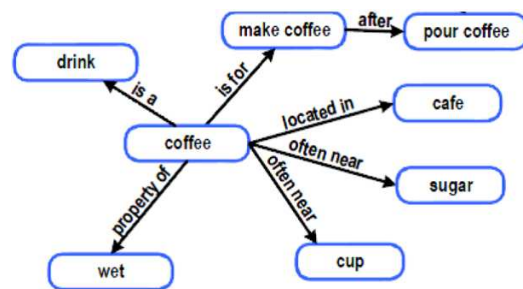 make coffee
after
pour coffee
drink
is a
is for
located in
cafe
coffee
often near
sugar
property of
often near
wet
cup